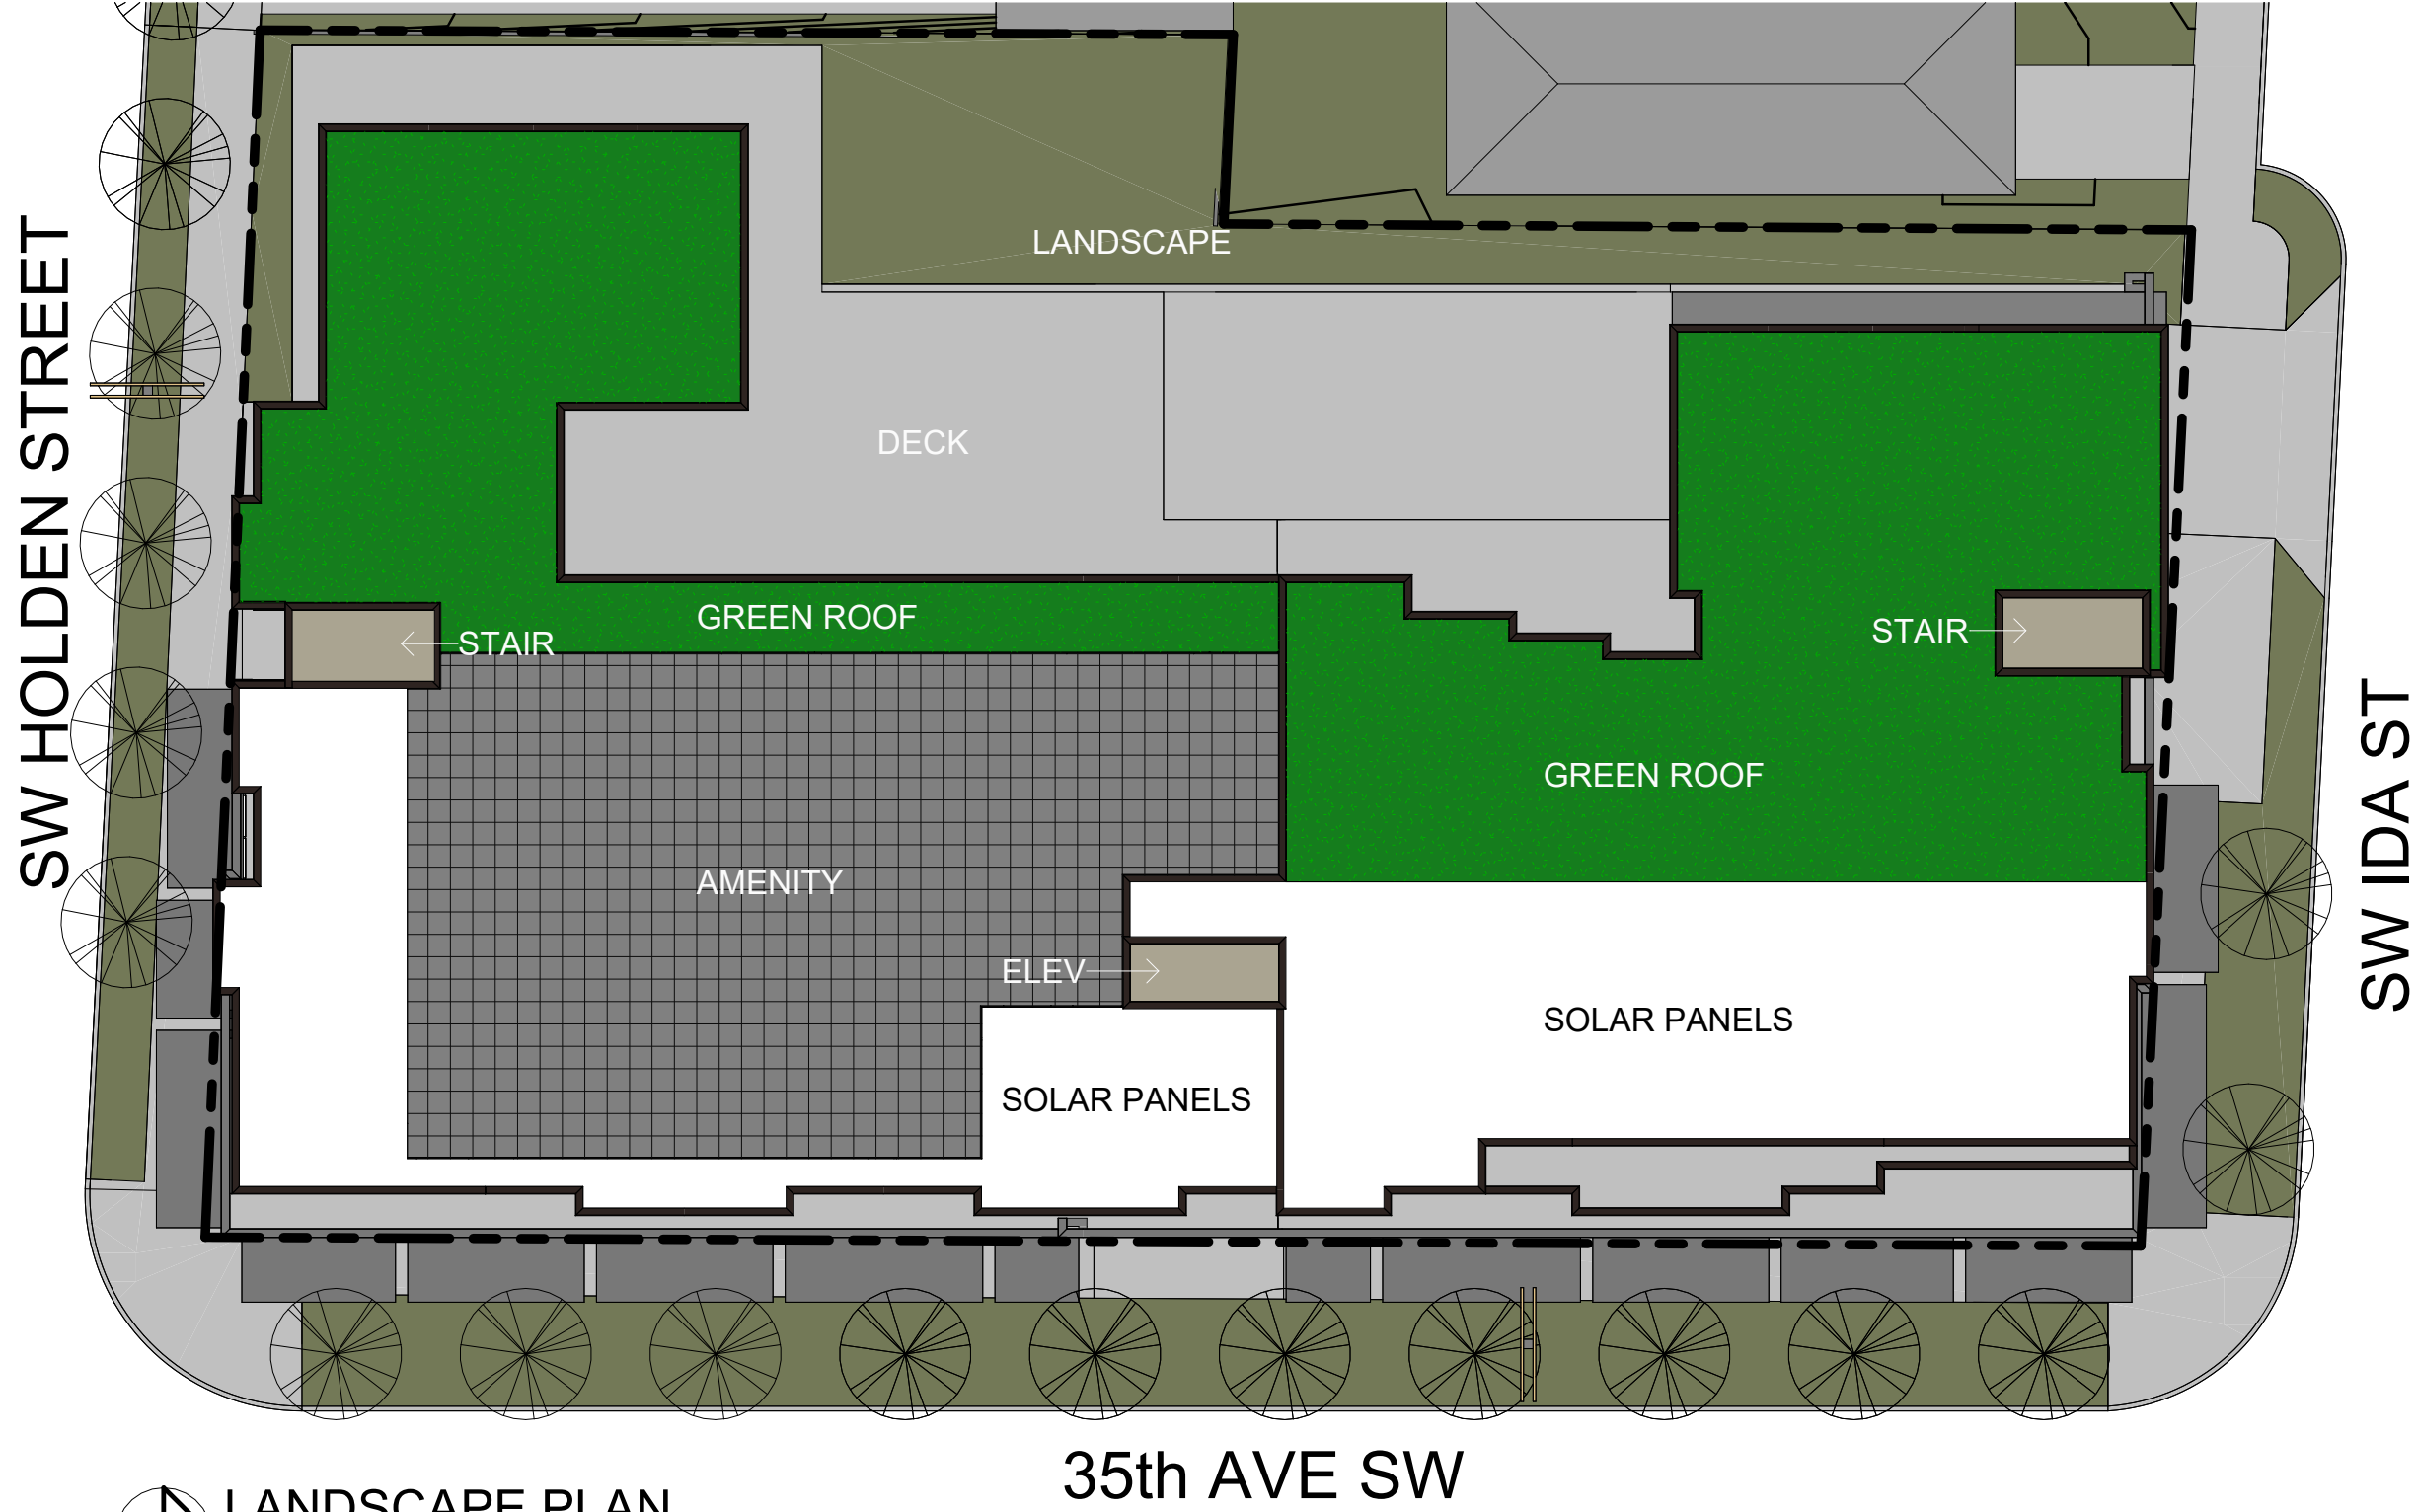 LANDSCAPE
SW HOLDEN STREET
DECK
GREEN ROOF
STAIR
STAIR
GREEN ROOF
AMENITY
ELEV
SOLAR PANELS
SOLAR PANELS
SW IDA ST
35th AVE SW
LANDSCAPE PLAN